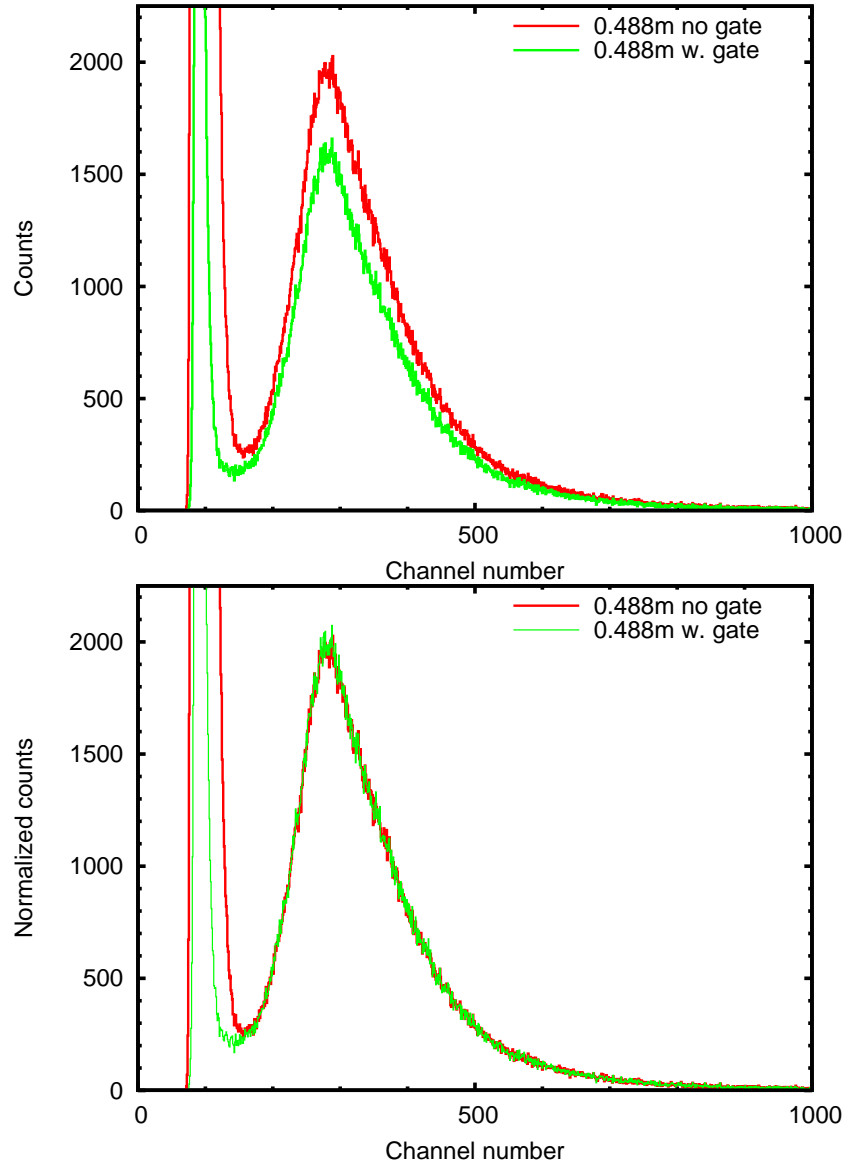 0.488m no gate
0.488m w. gate
2000
1500
1000
500
0
Counts
0 500 1000
Channel number
0.488m no gate
0.488m w. gate
2000
1500
1000
500
0
Normalized counts
0 500 1000
Channel number